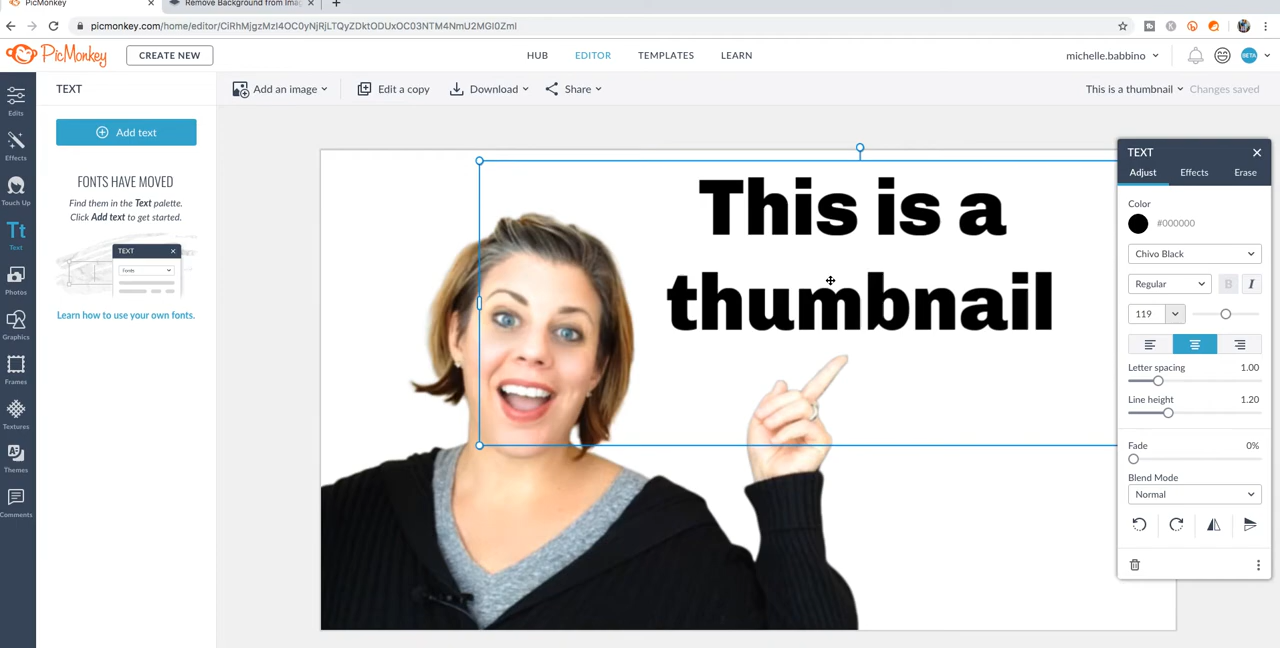 PicMonkey
Remove Background from Imag
picmonkey.com/home/editor/CiRhMjgzMzI4OC0yNjRjLTQyZDktODUxOC03NTM4NmU2MGI0ZmI
PicMonkey
CREATE NEW
HUB
EDITOR
TEMPLATES
LEARN
michelle.babbino
BETA
Edits
Effects
Touch Up
Tt
Text
Photos
Graphics
Frames
Textures
Themes
Comments
TEXT
Add text
FONTS HAVE MOVED
Find them in the Text palette.
Click Add text to get started.
TEXT
Fonts
Learn how to use your own fonts.
Add an image
Edit a copy
Download
Share
This is a thumbnail
Changes saved
This is a
thumbnail
TEXT
Adjust
Effects
Erase
Color
#000000
Chivo Black
Regular
B
I
119
Letter spacing
1.00
Line height
1.20
Fade
0%
Blend Mode
Normal